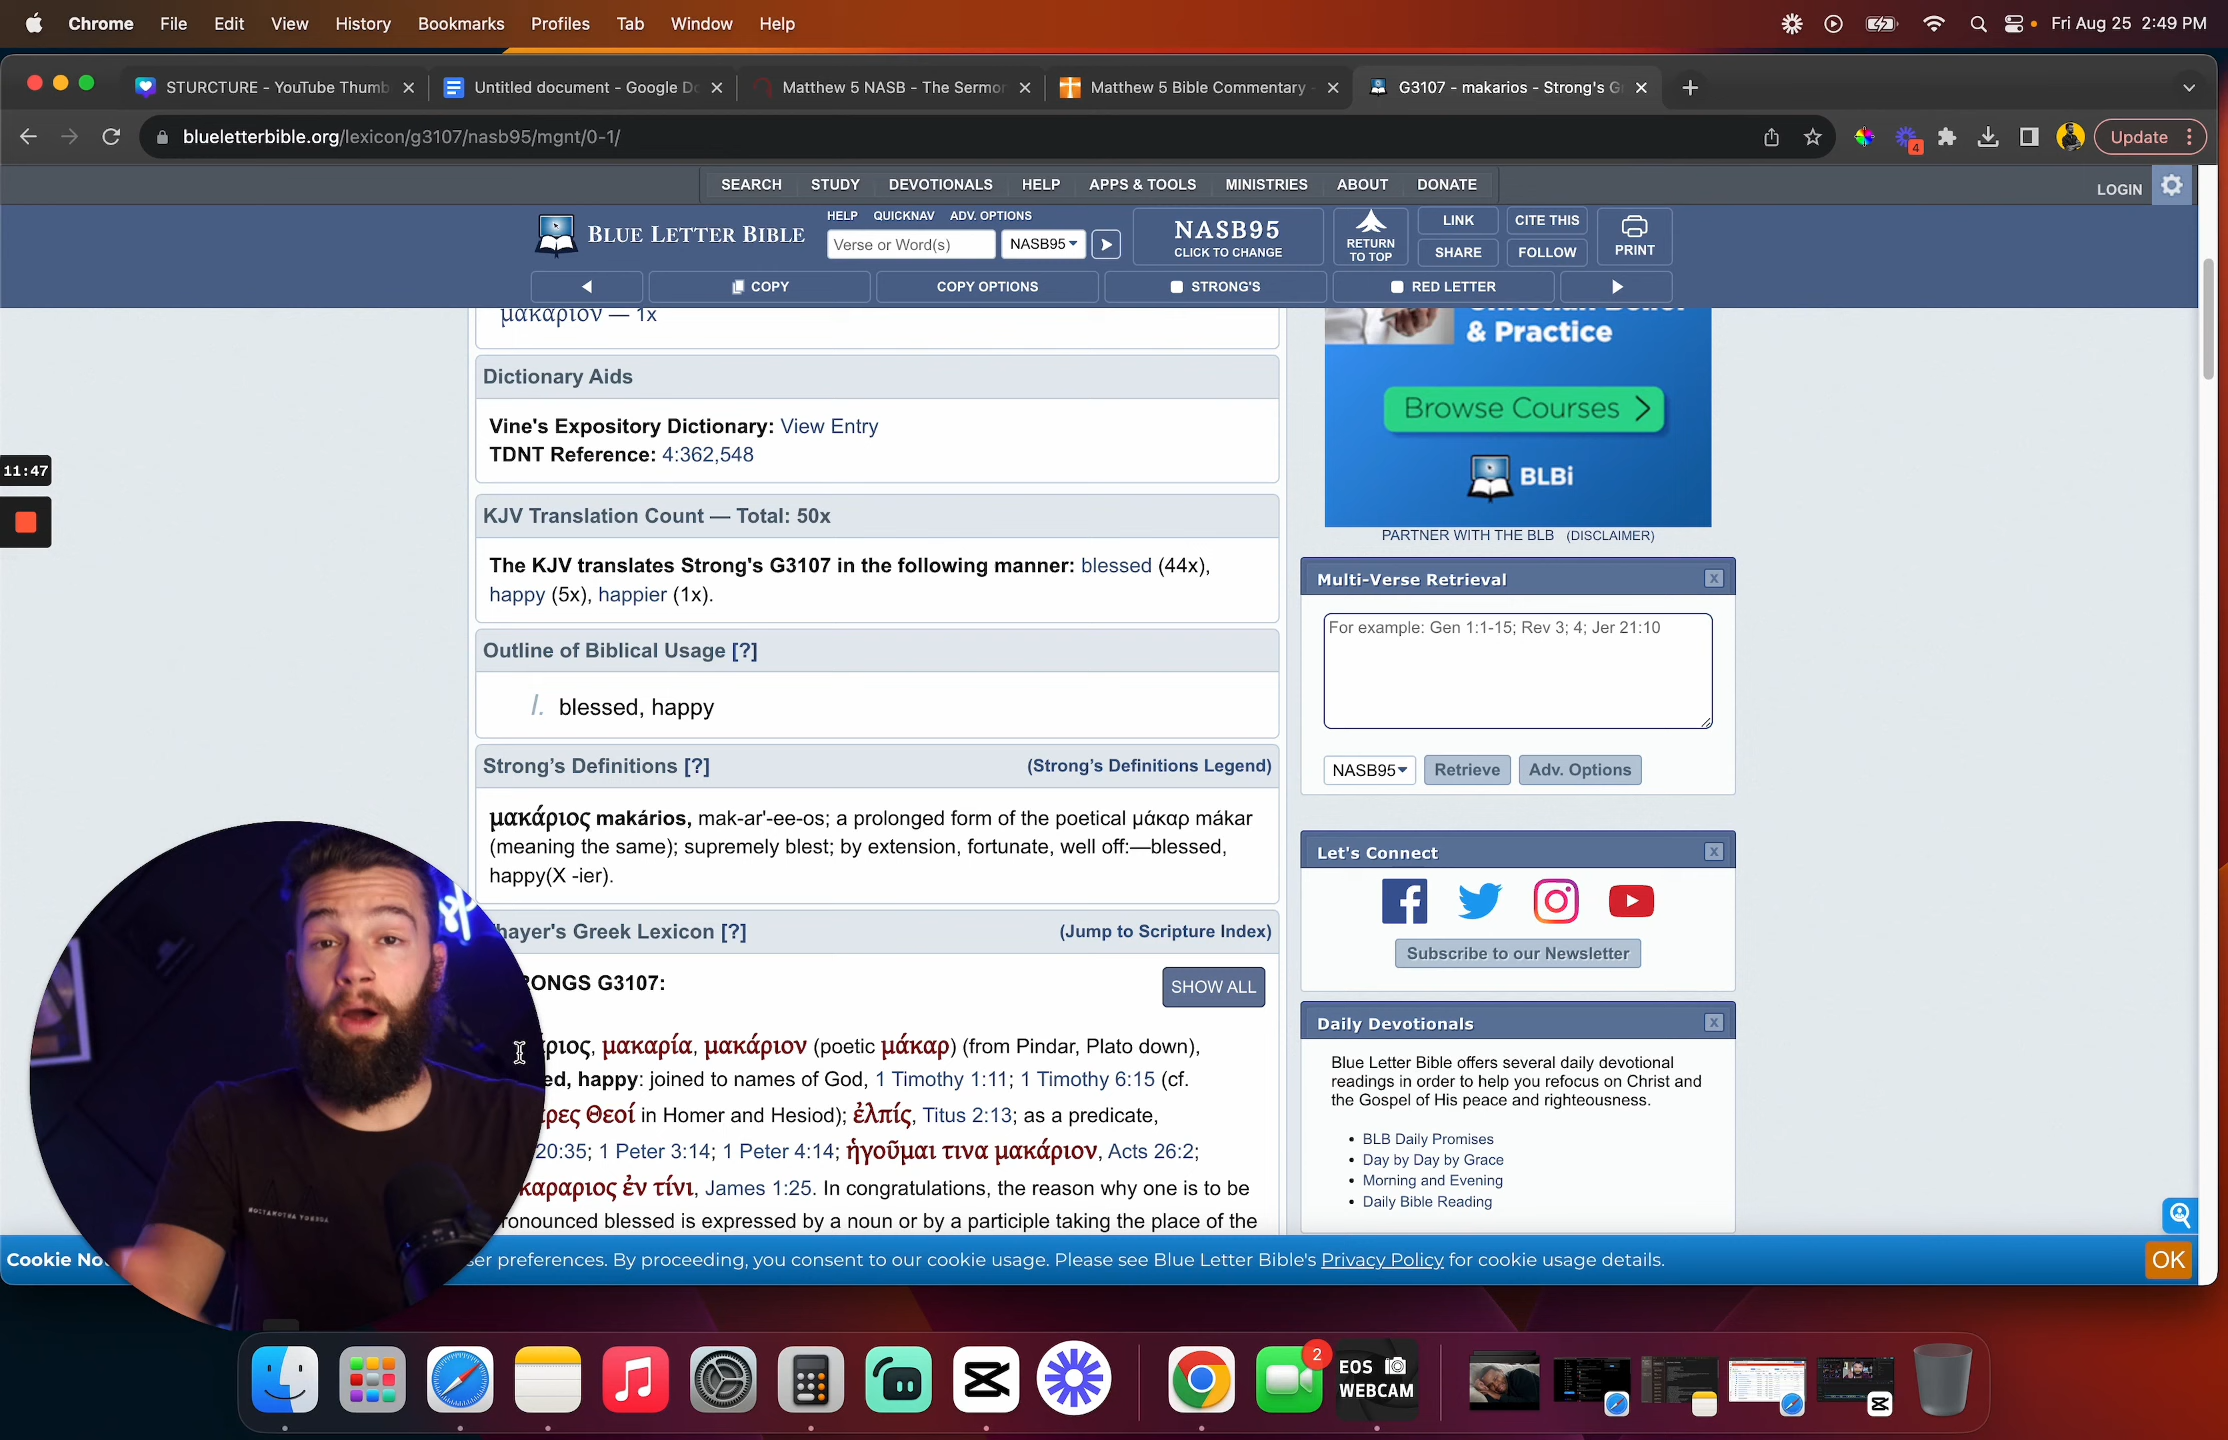 Chrome File Edit View History Bookmarks Profiles Tab Window Help Fri Aug 25 2:49 PM
STURCTURE - YouTube Thumb Untitled document - Google Do Matthew 5 NASB - The Sermon Matthew 5 Bible Commentary - G3107 - makarios - Strong's Gr
blueletterbible.org/lexicon/g3107/nasb95/mgnt/0-1/ 4 Update
SEARCH STUDY DEVOTIONALS HELP APPS & TOOLS MINISTRIES ABOUT DONATE LOGIN
HELP QUICKNAV ADV. OPTIONS
BLUE LETTER BIBLE
Verse or Word(s) NASB95
NASB95
CLICK TO CHANGE
RETURN
TO TOP
LINK CITE THIS
SHARE FOLLOW
PRINT
COPY COPY OPTIONS STRONG'S RED LETTER
μακάριόν — 1x
Dictionary Aids
Vine's Expository Dictionary: View Entry
TDNT Reference: 4:362,548
KJV Translation Count — Total: 50x
The KJV translates Strong's G3107 in the following manner: blessed (44x),
happy (5x), happier (1x).
Outline of Biblical Usage [?]
I. blessed, happy
Strong's Definitions [?] (Strong's Definitions Legend)
μακάριος makários, mak-ar'-ee-os; a prolonged form of the poetical μάκαρ mákar
(meaning the same); supremely blest; by extension, fortunate, well off:—blessed,
happy(X -ier).
hayer's Greek Lexicon [?] (Jump to Scripture Index)
RONGS G3107:
SHOW ALL
ριος, μακαρία, μακάριον (poetic μάκαρ) (from Pindar, Plato down),
ed, happy: joined to names of God, 1 Timothy 1:11; 1 Timothy 6:15 (cf.
ρες Θεοί in Homer and Hesiod); ἐλπίς, Titus 2:13; as a predicate,
20:35; 1 Peter 3:14; 1 Peter 4:14; ἡγοῦμαι τινα μακάριον, Acts 26:2;
καραριος ἐν τίνι, James 1:25. In congratulations, the reason why one is to be
ronounced blessed is expressed by a noun or by a participle taking the place of the
& Practice
Browse Courses
BLBi
PARTNER WITH THE BLB (DISCLAIMER)
Multi-Verse Retrieval x
For example: Gen 1:1-15; Rev 3; 4; Jer 21:10
NASB95 Retrieve Adv. Options
Let's Connect x
Subscribe to our Newsletter
Daily Devotionals x
Blue Letter Bible offers several daily devotional
readings in order to help you refocus on Christ and
the Gospel of His peace and righteousness.
• BLB Daily Promises
• Day by Day by Grace
• Morning and Evening
• Daily Bible Reading
11:47
Cookie No ser preferences. By proceeding, you consent to our cookie usage. Please see Blue Letter Bible's Privacy Policy for cookie usage details. OK
2
EOS
WEBCAM